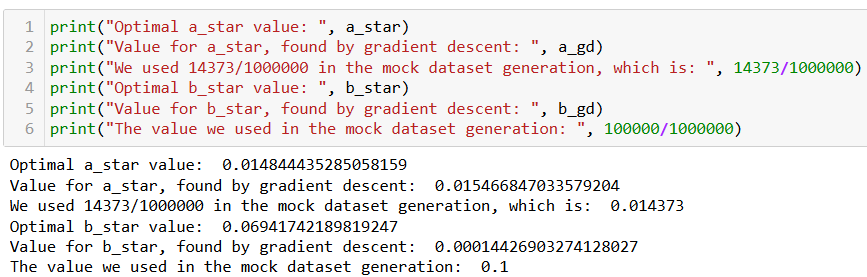 1 print("Optimal a_star value: ", a_star)
2 print("Value for a_star, found by gradient descent: ", a_gd)
3 print("We used 14373/1000000 in the mock dataset generation, which is: ", 14373/1000000)
4 print("Optimal b_star value: ", b_star)
5 print("Value for b_star, found by gradient descent: ", b_gd)
6 print("The value we used in the mock dataset generation: ", 100000/1000000)
Optimal a_star value:  0.014844435285058159
Value for a_star, found by gradient descent:  0.015466847033579204
We used 14373/1000000 in the mock dataset generation, which is:  0.014373
Optimal b_star value:  0.06941742189819247
Value for b_star, found by gradient descent:  0.00014426903274128027
The value we used in the mock dataset generation:  0.1